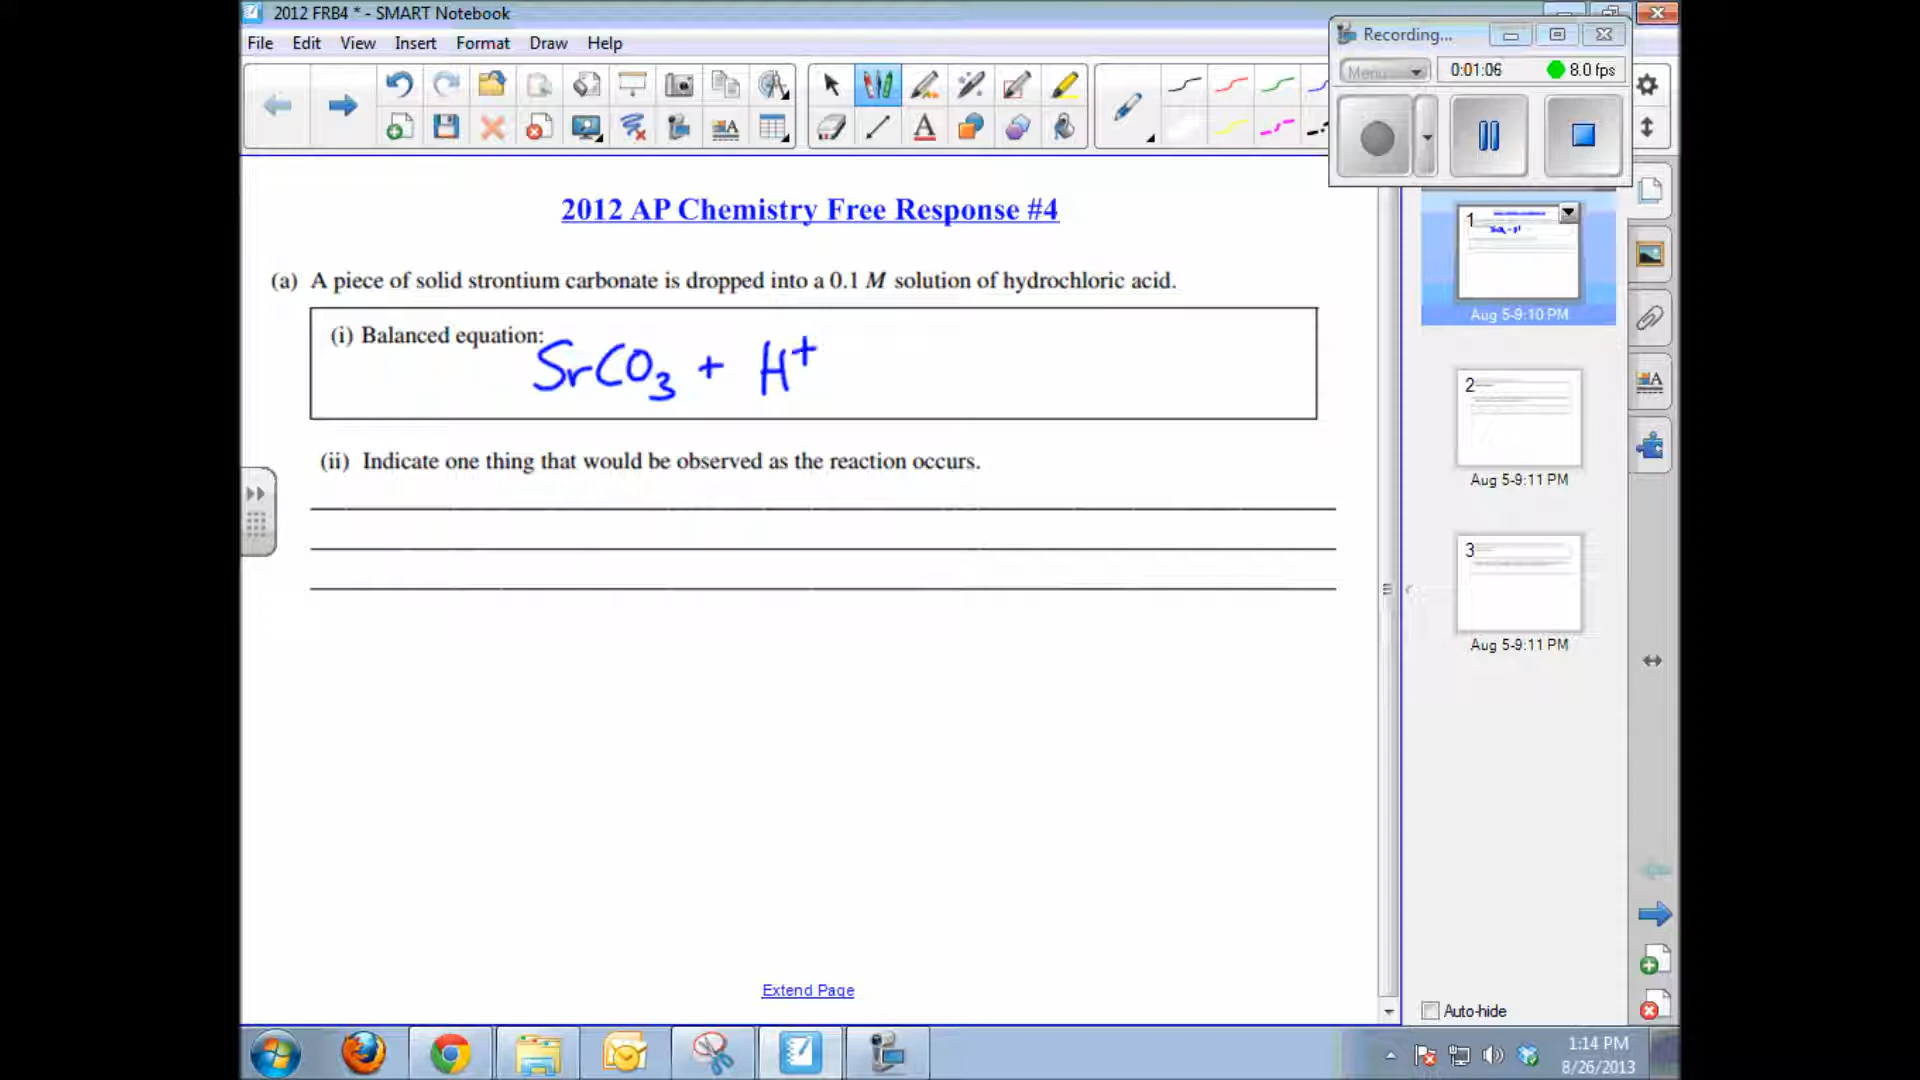 2012 FRB4 * - SMART Notebook
File Edit View Insert Format Draw Help
Recording...
Menu
0:01:06
8.0 fps
2012 AP Chemistry Free Response #4
(a) A piece of solid strontium carbonate is dropped into a 0.1 M solution of hydrochloric acid.
(i) Balanced equation:
SrCO₃ + H⁺
(ii) Indicate one thing that would be observed as the reaction occurs.
Extend Page
1
Aug 5-9:10 PM
2
Aug 5-9:11 PM
3
Aug 5-9:11 PM
Auto-hide
1:14 PM
8/26/2013